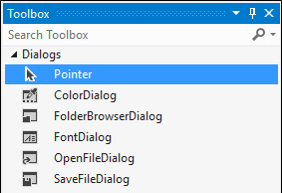 Toolbox
Search Toolbox
Dialogs
Pointer
ColorDialog
FolderBrowserDialog
FontDialog
OpenFileDialog
SaveFileDialog